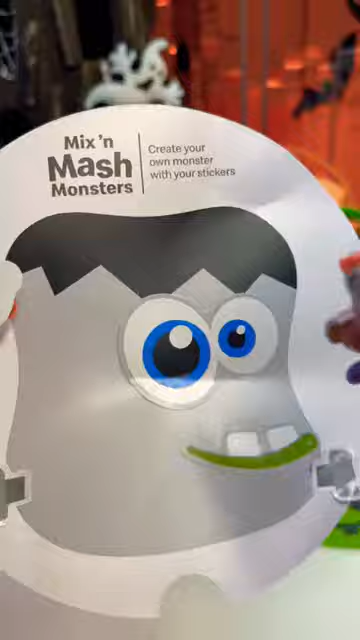 Mix 'n
Mash
Monsters
Create your
own monster
with your stickers